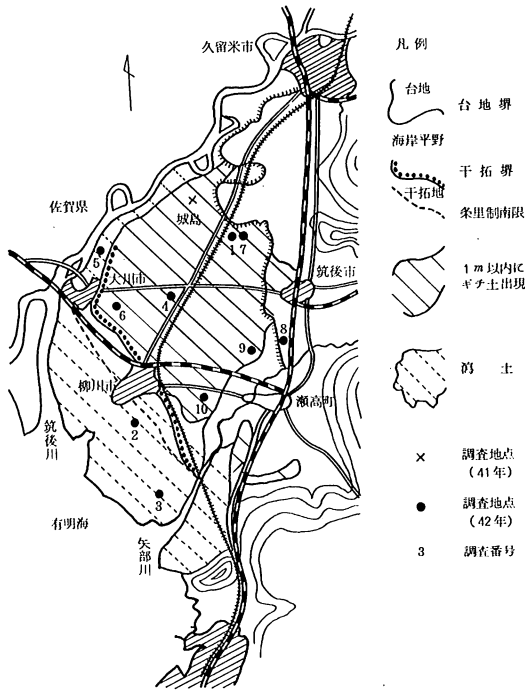 久留米市
佐賀県
城島
1 7
5
大川市
筑後市
4
6
8
9
柳川市
10
瀬高町
2
筑後川
3
有明海
矢部川
凡例
台地
台地堺
海岸平野
干拓堺
干拓地
条里制南限
1m以内に
ギチ土出現
潟土
× 調査地点
(41年)
● 調査地点
(42年)
3 調査番号